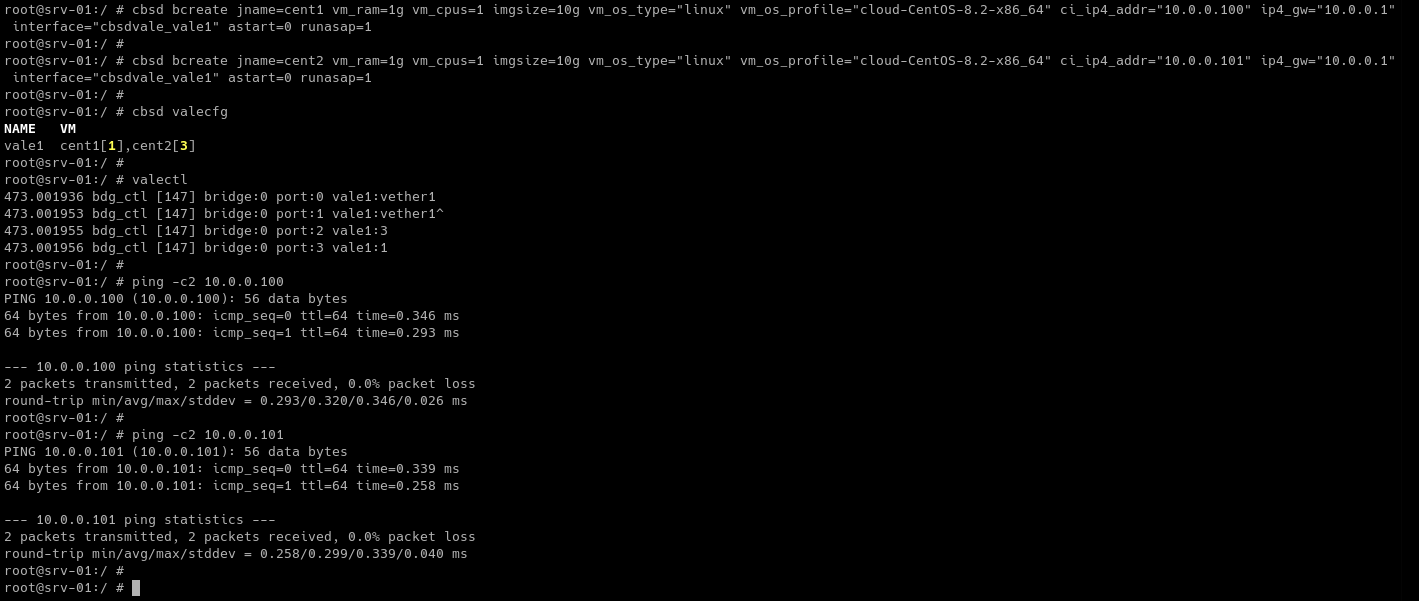 root@srv-01:/ # cbsd bcreate jname=cent1 vm_ram=1g vm_cpus=1 imgsize=10g vm_os_type="linux" vm_os_profile="cloud-CentOS-8.2-x86_64" ci_ip4_addr="10.0.0.100" ip4_gw="10.0.0.1"
 interface="cbsdvale_vale1" astart=0 runasap=1
root@srv-01:/ #
root@srv-01:/ # cbsd bcreate jname=cent2 vm_ram=1g vm_cpus=1 imgsize=10g vm_os_type="linux" vm_os_profile="cloud-CentOS-8.2-x86_64" ci_ip4_addr="10.0.0.101" ip4_gw="10.0.0.1"
 interface="cbsdvale_vale1" astart=0 runasap=1
root@srv-01:/ #
root@srv-01:/ # cbsd valecfg
NAME   VM
vale1  cent1[1],cent2[3]
root@srv-01:/ #
root@srv-01:/ # valectl
473.001936 bdg_ctl [147] bridge:0 port:0 vale1:vether1
473.001953 bdg_ctl [147] bridge:0 port:1 vale1:vether1^
473.001955 bdg_ctl [147] bridge:0 port:2 vale1:3
473.001956 bdg_ctl [147] bridge:0 port:3 vale1:1
root@srv-01:/ #
root@srv-01:/ # ping -c2 10.0.0.100
PING 10.0.0.100 (10.0.0.100): 56 data bytes
64 bytes from 10.0.0.100: icmp_seq=0 ttl=64 time=0.346 ms
64 bytes from 10.0.0.100: icmp_seq=1 ttl=64 time=0.293 ms

--- 10.0.0.100 ping statistics ---
2 packets transmitted, 2 packets received, 0.0% packet loss
round-trip min/avg/max/stddev = 0.293/0.320/0.346/0.026 ms
root@srv-01:/ #
root@srv-01:/ # ping -c2 10.0.0.101
PING 10.0.0.101 (10.0.0.101): 56 data bytes
64 bytes from 10.0.0.101: icmp_seq=0 ttl=64 time=0.339 ms
64 bytes from 10.0.0.101: icmp_seq=1 ttl=64 time=0.258 ms

--- 10.0.0.101 ping statistics ---
2 packets transmitted, 2 packets received, 0.0% packet loss
round-trip min/avg/max/stddev = 0.258/0.299/0.339/0.040 ms
root@srv-01:/ #
root@srv-01:/ #